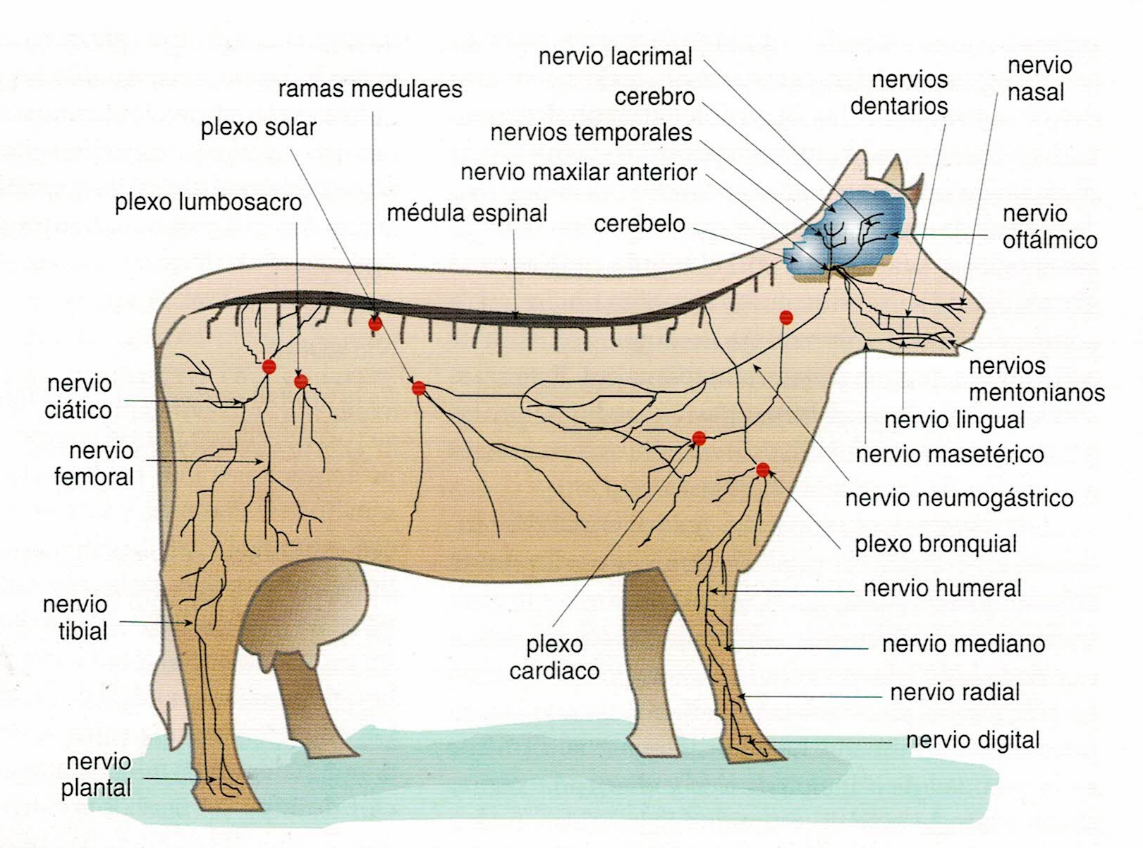 nervio lacrimal
ramas medulares
cerebro
nervios
dentarios
nervio
nasal
plexo solar
nervios temporales
nervio maxilar anterior
plexo lumbosacro
médula espinal
cerebelo
nervio
oftálmico
nervio
ciático
nervios
mentonianos
nervio lingual
nervio
femoral
nervio masetérico
nervio neumogástrico
plexo bronquial
nervio humeral
nervio
tibial
plexo
cardiaco
nervio mediano
nervio radial
nervio digital
nervio
plantal